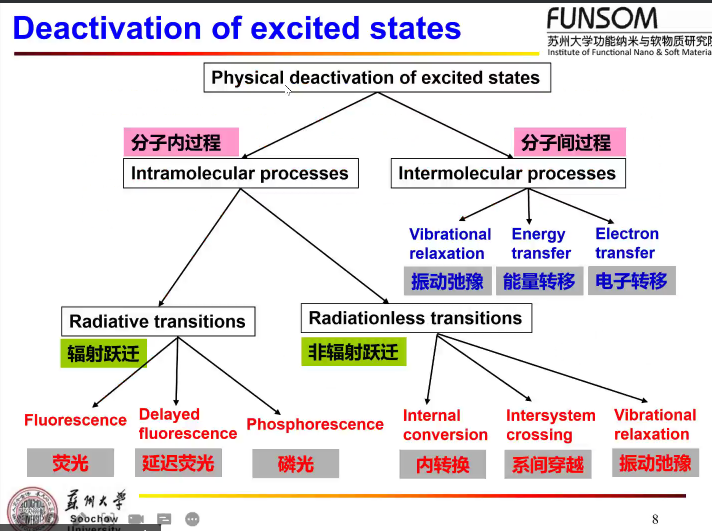 Deactivation of excited states
FUNSOM
苏州大学功能纳米与软物质研究院
Institute of Functional Nano & Soft Materia
Physical deactivation of excited states
分子内过程
分子间过程
Intramolecular processes
Intermolecular processes
Vibrational
relaxation
Energy
transfer
Electron
transfer
振动弛豫
能量转移
电子转移
Radiative transitions
Radiationless transitions
辐射跃迁
非辐射跃迁
Fluorescence
Delayed
fluorescence
Phosphorescence
Internal
conversion
Intersystem
crossing
Vibrational
relaxation
荧光
延迟荧光
磷光
内转换
系间穿越
振动弛豫
蘇州大学
Soochow
University
8